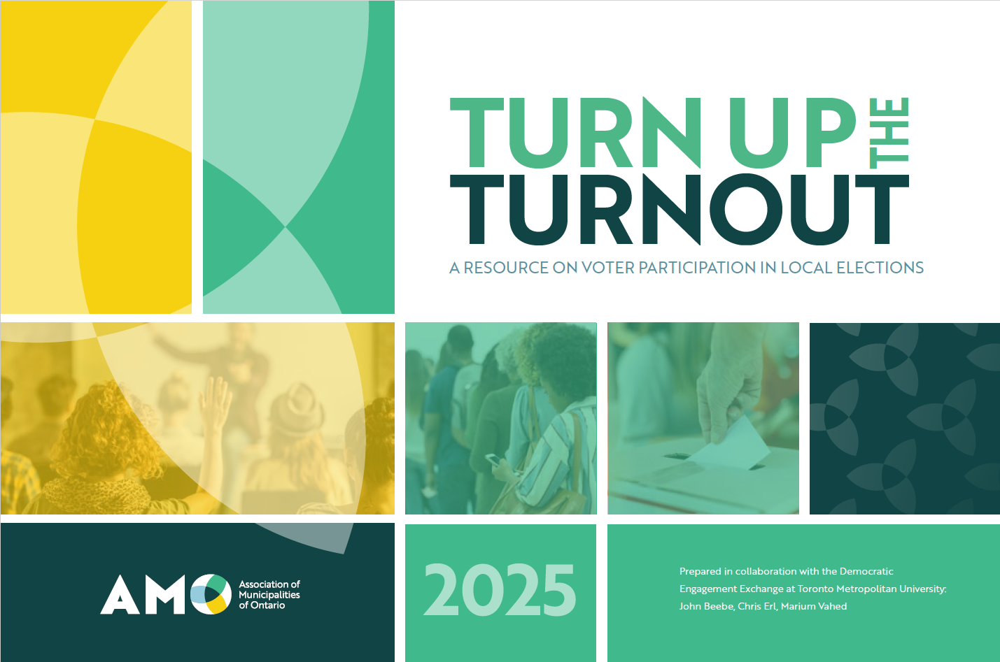 TURN UP THE
TURNOUT
A RESOURCE ON VOTER PARTICIPATION IN LOCAL ELECTIONS
AMO
Association of
Municipalities
of Ontario
2025
Prepared in collaboration with the Democratic
Engagement Exchange at Toronto Metropolitan University:
John Beebe, Chris Erl, Marium Vahed